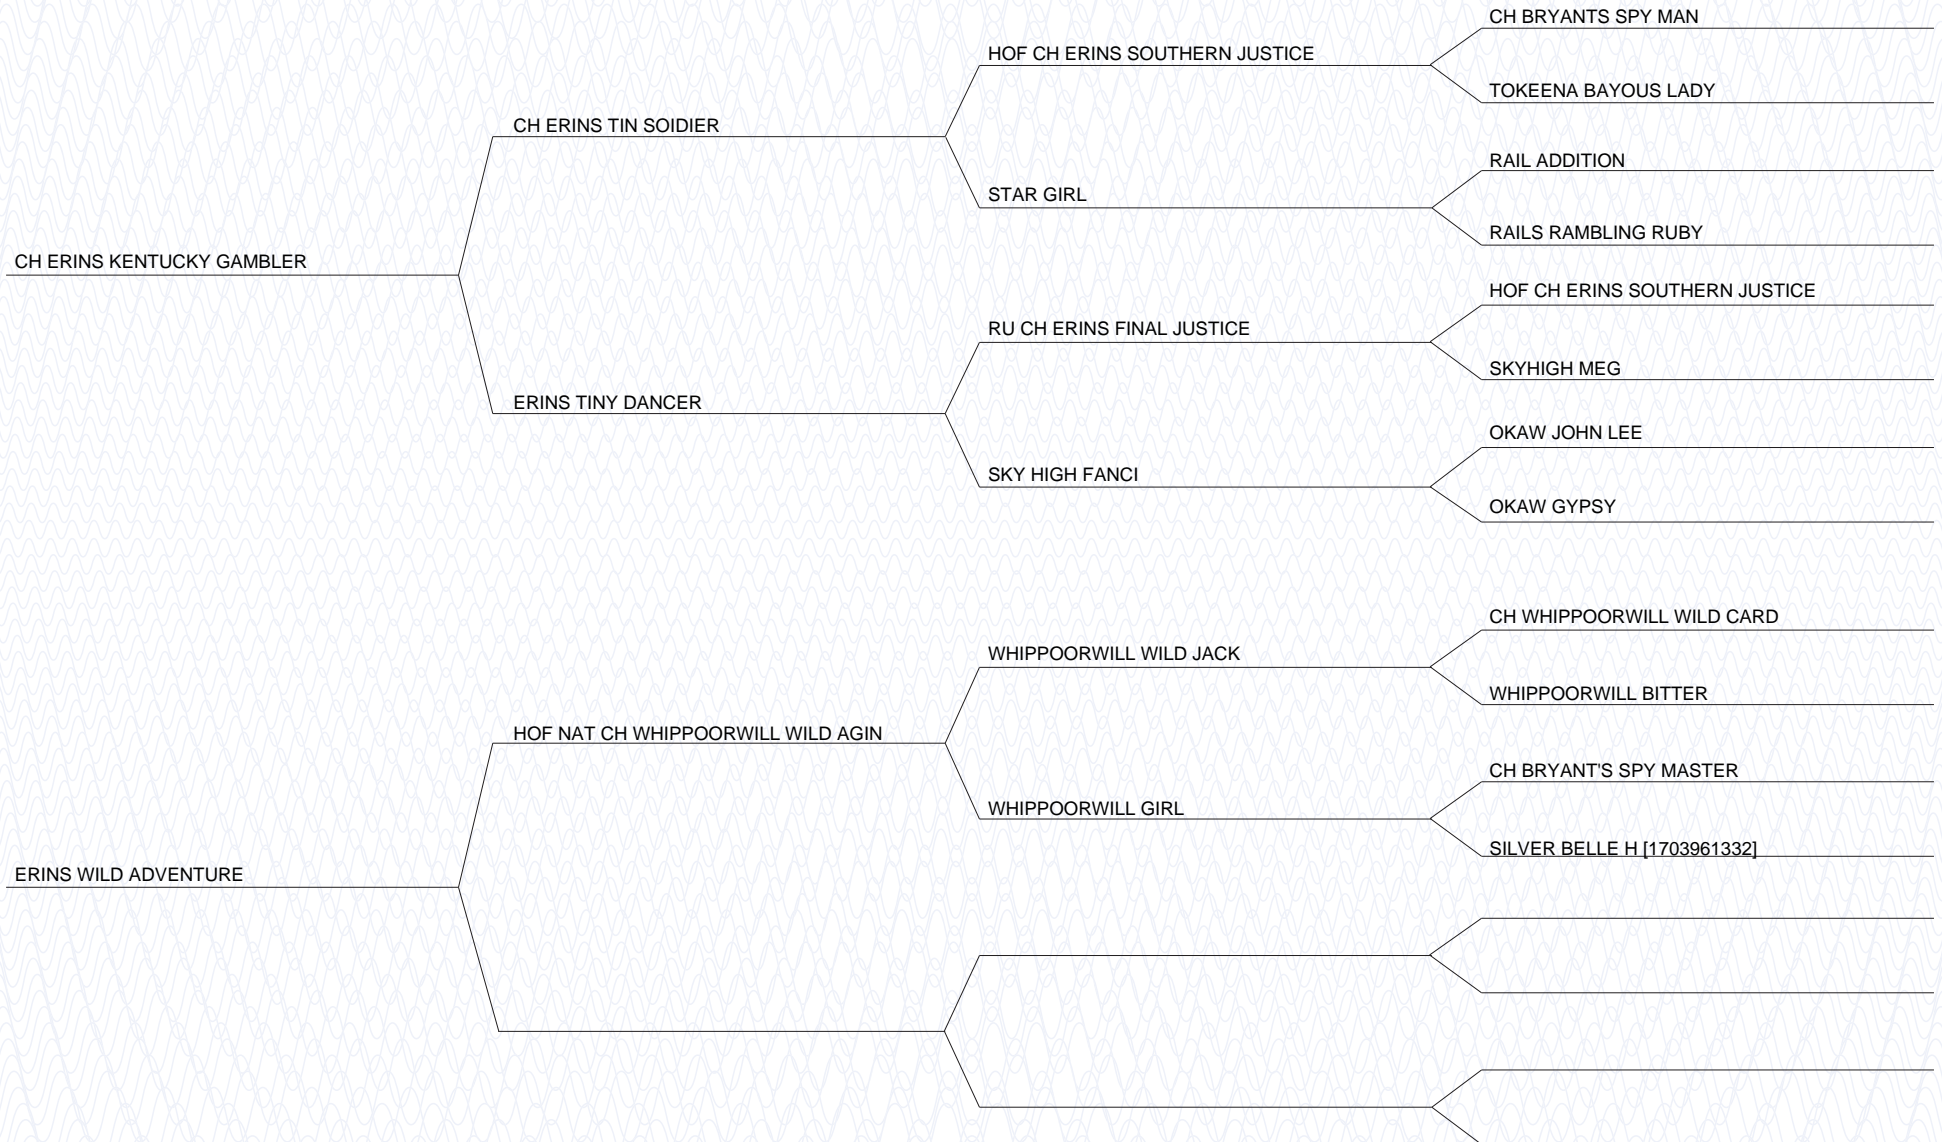 CH BRYANTS SPY MAN
HOF CH ERINS SOUTHERN JUSTICE
TOKEENA BAYOUS LADY
CH ERINS TIN SOIDIER
RAIL ADDITION
STAR GIRL
RAILS RAMBLING RUBY
CH ERINS KENTUCKY GAMBLER
HOF CH ERINS SOUTHERN JUSTICE
RU CH ERINS FINAL JUSTICE
SKYHIGH MEG
ERINS TINY DANCER
OKAW JOHN LEE
SKY HIGH FANCI
OKAW GYPSY
CH WHIPPOORWILL WILD CARD
WHIPPOORWILL WILD JACK
WHIPPOORWILL BITTER
HOF NAT CH WHIPPOORWILL WILD AGIN
CH BRYANT'S SPY MASTER
WHIPPOORWILL GIRL
SILVER BELLE H [1703961332]
ERINS WILD ADVENTURE